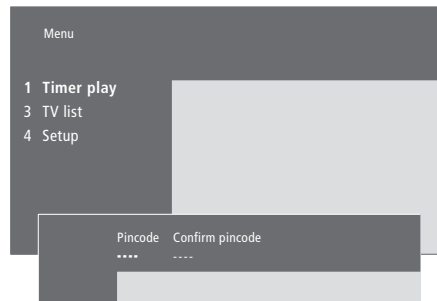 Menu
1 Timer play
3 TV list
4 Setup
Pincode Confirm pincode
---- ----